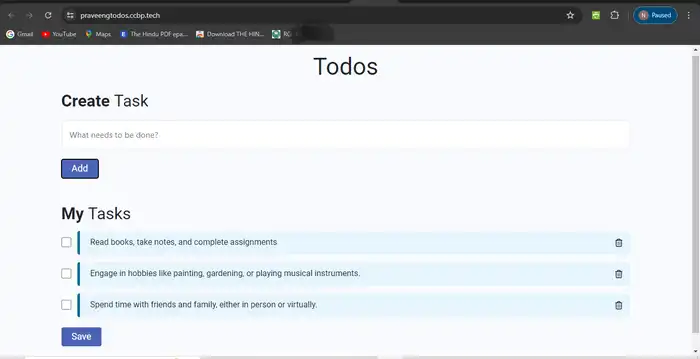 praveengtodos.ccbp.tech
N Paused
Gmail YouTube Maps The Hindu PDF epa... Download THE HIN...
Todos
Create Task
What needs to be done?
Add
My Tasks
Read books, take notes, and complete assignments
Engage in hobbies like painting, gardening, or playing musical instruments.
Spend time with friends and family, either in person or virtually.
Save